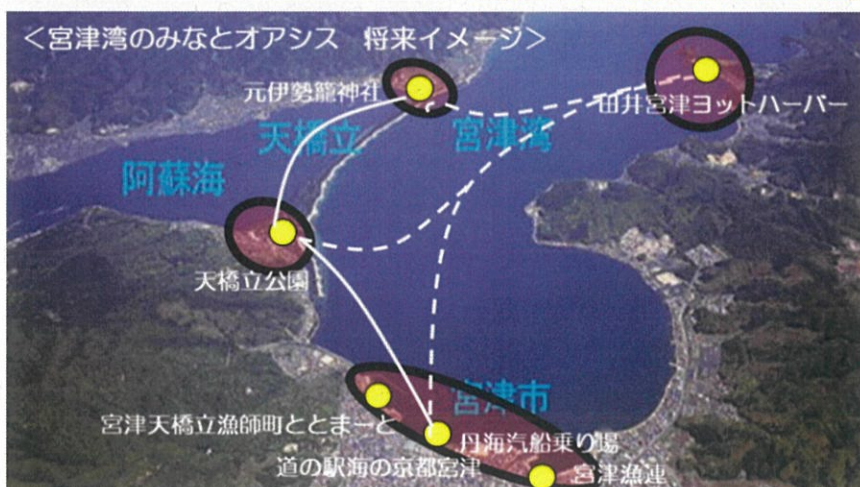 <宮津湾のみなとオアシス 将来イメージ>
元伊勢籠神社
田井宮津ヨットハーバー
天橋立
宮津湾
阿蘇海
天橋立公園
宮津市
宮津天橋立漁師町ととまーと
丹海汽船乗り場
道の駅海の京都宮津
宮津漁連